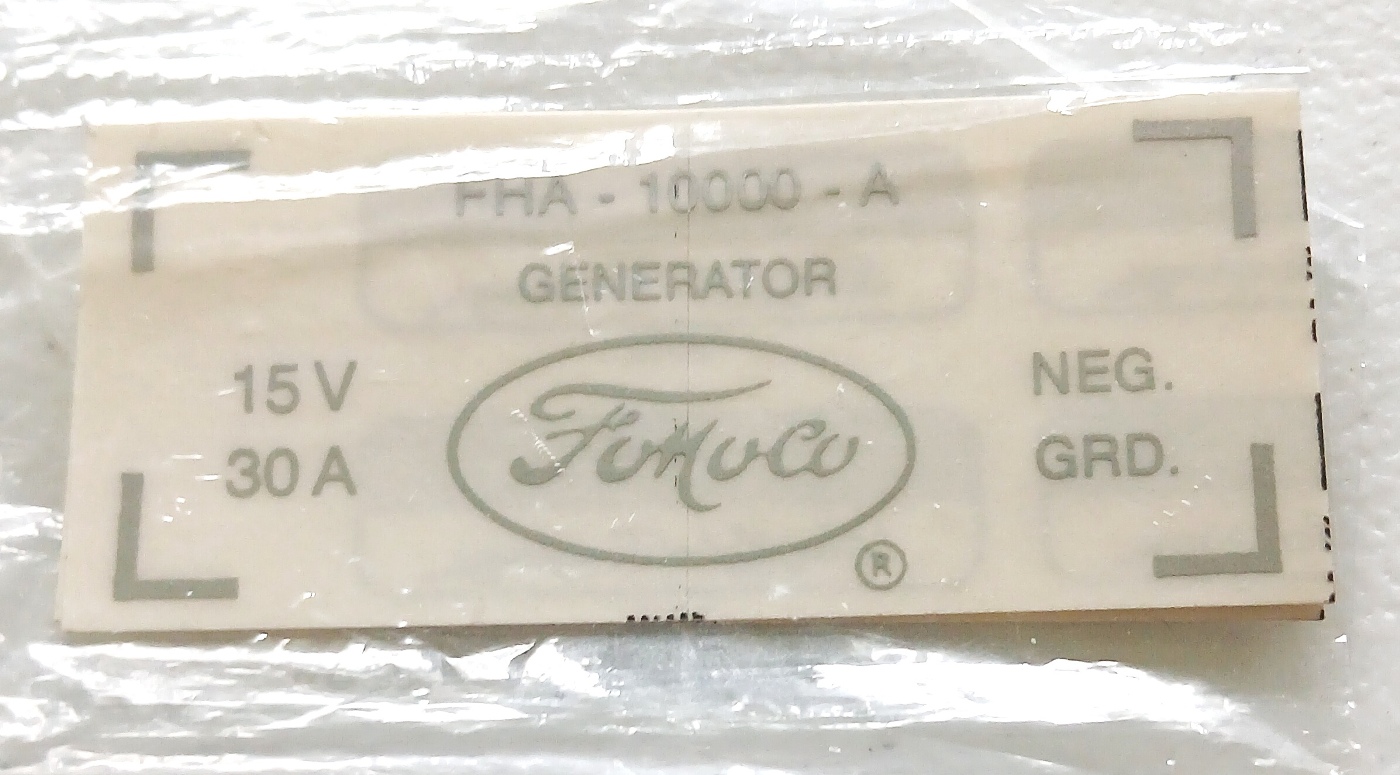 FHA - 10000 - A
GENERATOR
15 V
30 A
FoMoCo
®
NEG.
GRD.